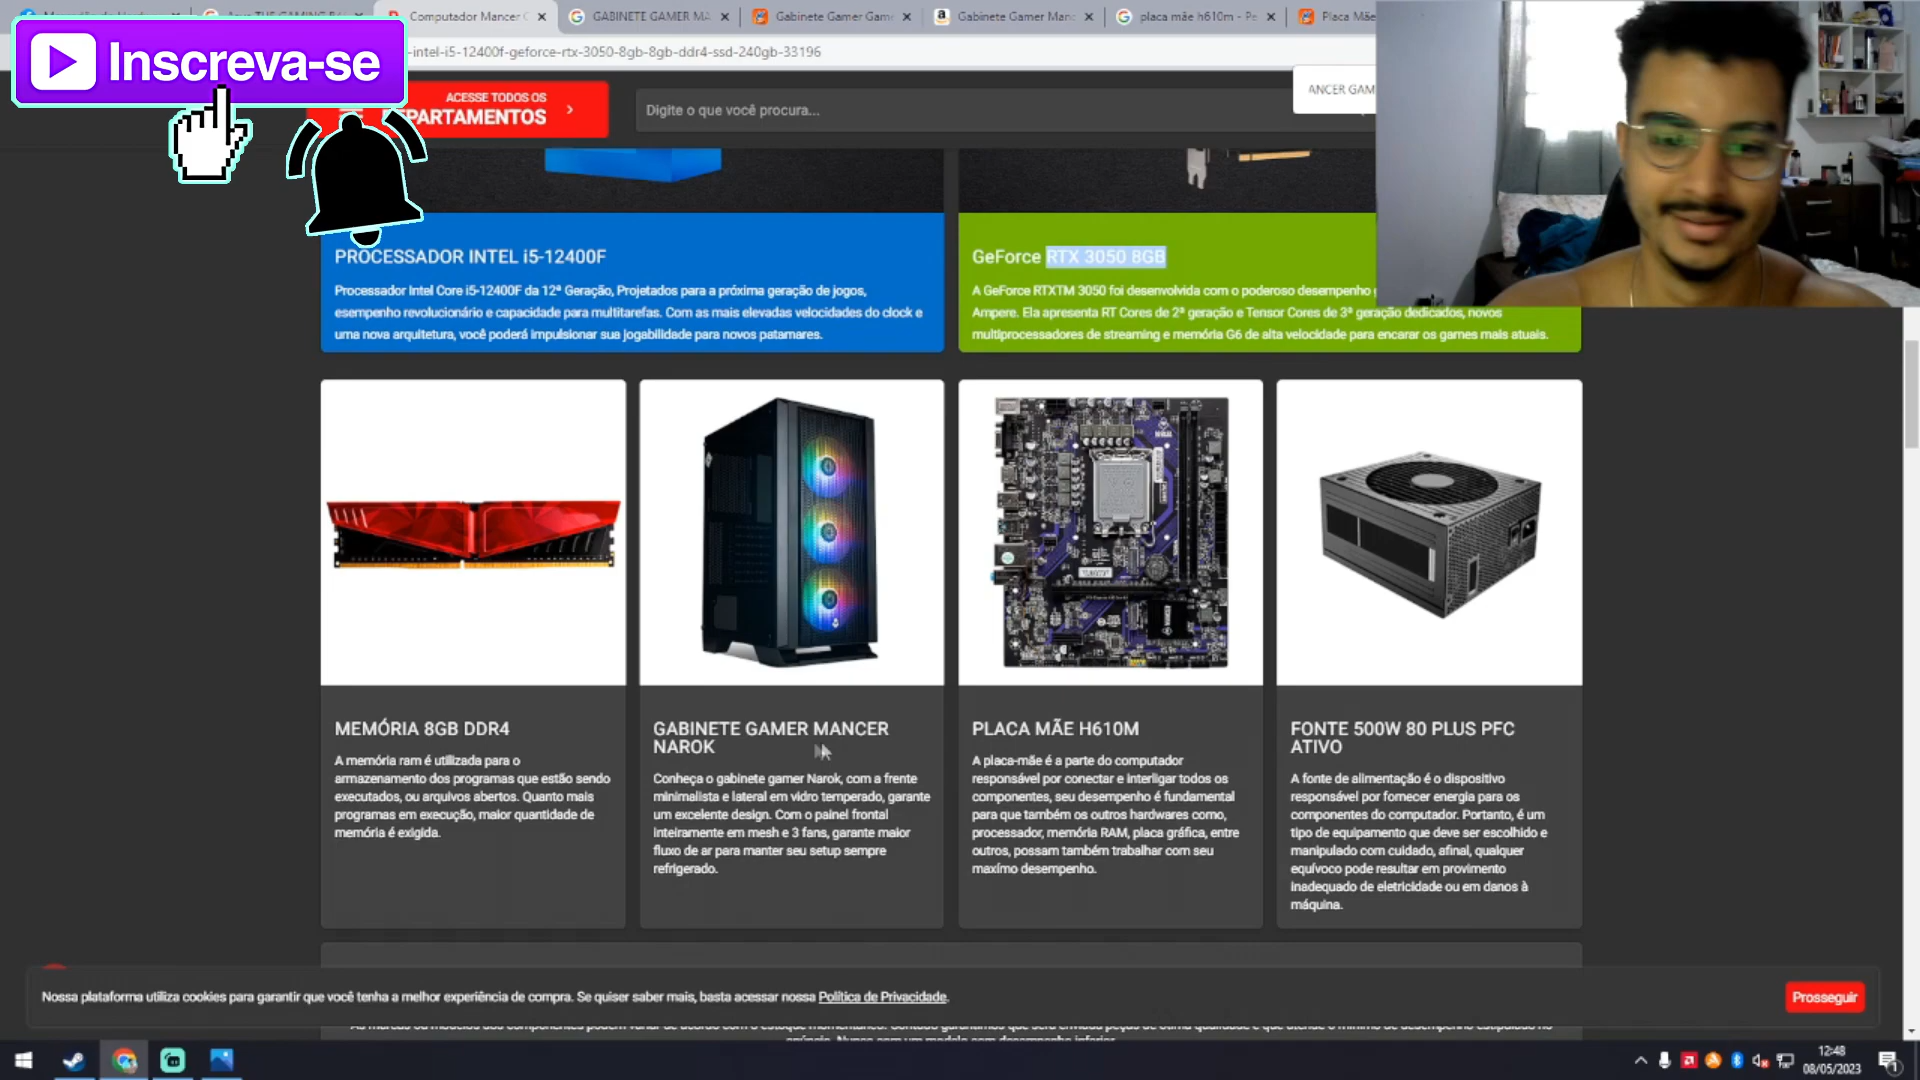 Computador Mancer
GABINETE GAMER MA
Gabinete Gamer Game
Gabinete Gamer Manc
placa mãe h610m - Pe
Placa Mãe
Inscreva-se
-intel-i5-12400f-geforce-rtx-3050-8gb-8gb-ddr4-ssd-240gb-33196
ACESSE TODOS OS
PARTAMENTOS
Digite o que você procura...
ANCER GAM
PROCESSADOR INTEL i5-12400F
Processador Intel Core i5-12400F da 12ª Geração, Projetados para a próxima geração de jogos,
esempenho revolucionário e capacidade para multitarefas. Com as mais elevadas velocidades do clock e
uma nova arquitetura, você poderá impulsionar sua jogabilidade para novos patamares.
GeForce RTX 3050 8GB
A GeForce RTXTM 3050 foi desenvolvida com o poderoso desempenho
Ampere. Ela apresenta RT Cores de 2ª geração e Tensor Cores de 3ª geração dedicados, novos
multiprocessadores de streaming e memória G6 de alta velocidade para encarar os games mais atuais.
MEMÓRIA 8GB DDR4
A memória ram é utilizada para o
armazenamento dos programas que estão sendo
executados, ou arquivos abertos. Quanto mais
programas em execução, maior quantidade de
memória é exigida.
GABINETE GAMER MANCER
NAROK
Conheça o gabinete gamer Narok, com a frente
minimalista e lateral em vidro temperado, garante
um excelente design. Com o painel frontal
inteiramente em mesh e 3 fans, garante maior
fluxo de ar para manter seu setup sempre
refrigerado.
PLACA MÃE H610M
A placa-mãe é a parte do computador
responsável por conectar e interligar todos os
componentes, seu desempenho é fundamental
para que também os outros hardwares como,
processador, memória RAM, placa gráfica, entre
outros, possam também trabalhar com seu
maxímo desempenho.
FONTE 500W 80 PLUS PFC
ATIVO
A fonte de alimentação é o dispositivo
responsável por fornecer energia para os
componentes do computador. Portanto, é um
tipo de equipamento que deve ser escolhido e
manipulado com cuidado, afinal, qualquer
equívoco pode resultar em provimento
inadequado de eletricidade ou em danos à
máquina.
Nossa plataforma utiliza cookies para garantir que você tenha a melhor experiência de compra. Se quiser saber mais, basta acessar nossa Política de Privacidade.
Prosseguir
12:48
08/05/2023